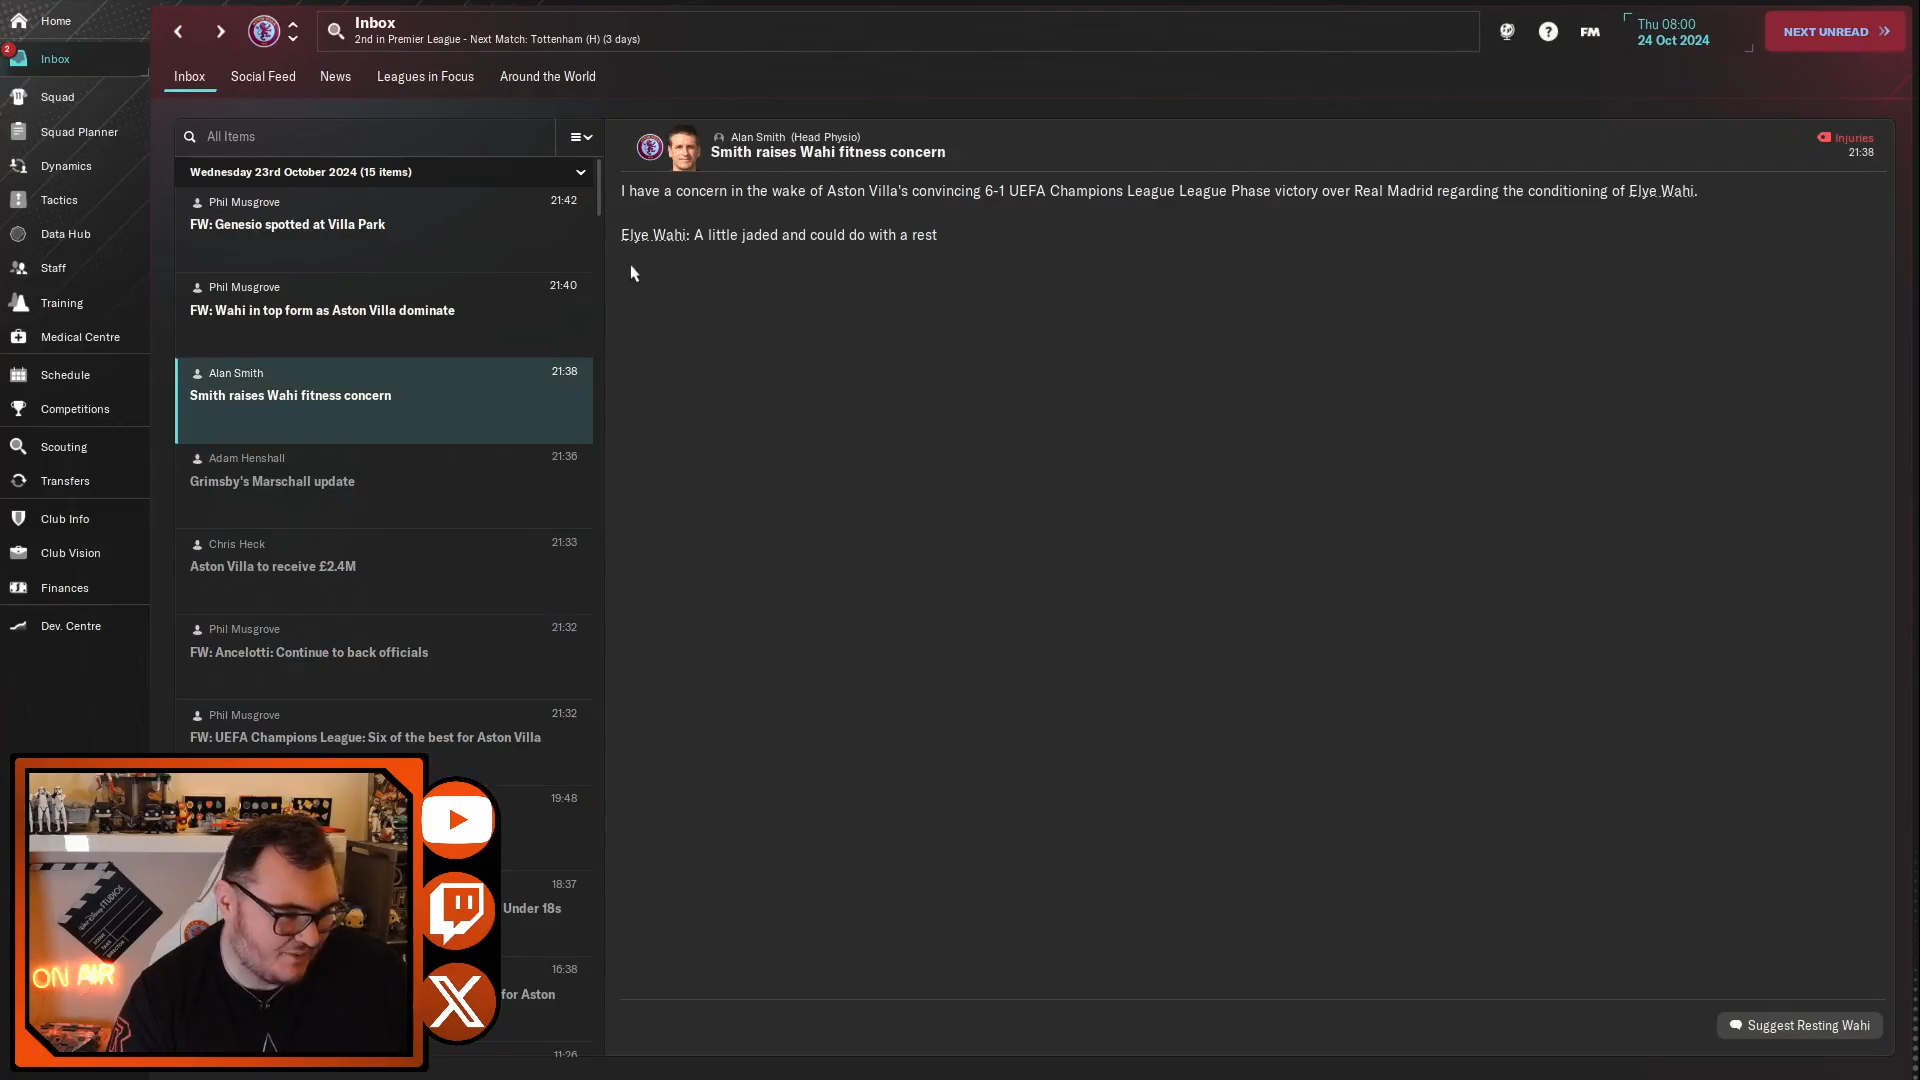 Home
2
Inbox
Squad
Squad Planner
Dynamics
Tactics
Data Hub
Staff
Training
Medical Centre
Schedule
Competitions
Scouting
Transfers
Club Info
Club Vision
Finances
Dev. Centre
Inbox
2nd in Premier League - Next Match: Tottenham (H) (3 days)
FM
Thu 08:00
24 Oct 2024
NEXT UNREAD
Inbox
Social Feed
News
Leagues in Focus
Around the World
All Items
Wednesday 23rd October 2024 (15 items)
Phil Musgrove 21:42
FW: Genesio spotted at Villa Park
Phil Musgrove 21:40
FW: Wahi in top form as Aston Villa dominate
Alan Smith 21:38
Smith raises Wahi fitness concern
Adam Henshall 21:36
Grimsby's Marschall update
Chris Heck 21:33
Aston Villa to receive £2.4M
Phil Musgrove 21:32
FW: Ancelotti: Continue to back officials
Phil Musgrove 21:32
FW: UEFA Champions League: Six of the best for Aston Villa
19:48
18:37
Under 18s
16:38
for Aston
11:26
Alan Smith (Head Physio)
Smith raises Wahi fitness concern
Injuries
21:38
I have a concern in the wake of Aston Villa's convincing 6-1 UEFA Champions League League Phase victory over Real Madrid regarding the conditioning of Elye Wahi.
Elye Wahi: A little jaded and could do with a rest
Suggest Resting Wahi
ON AIR